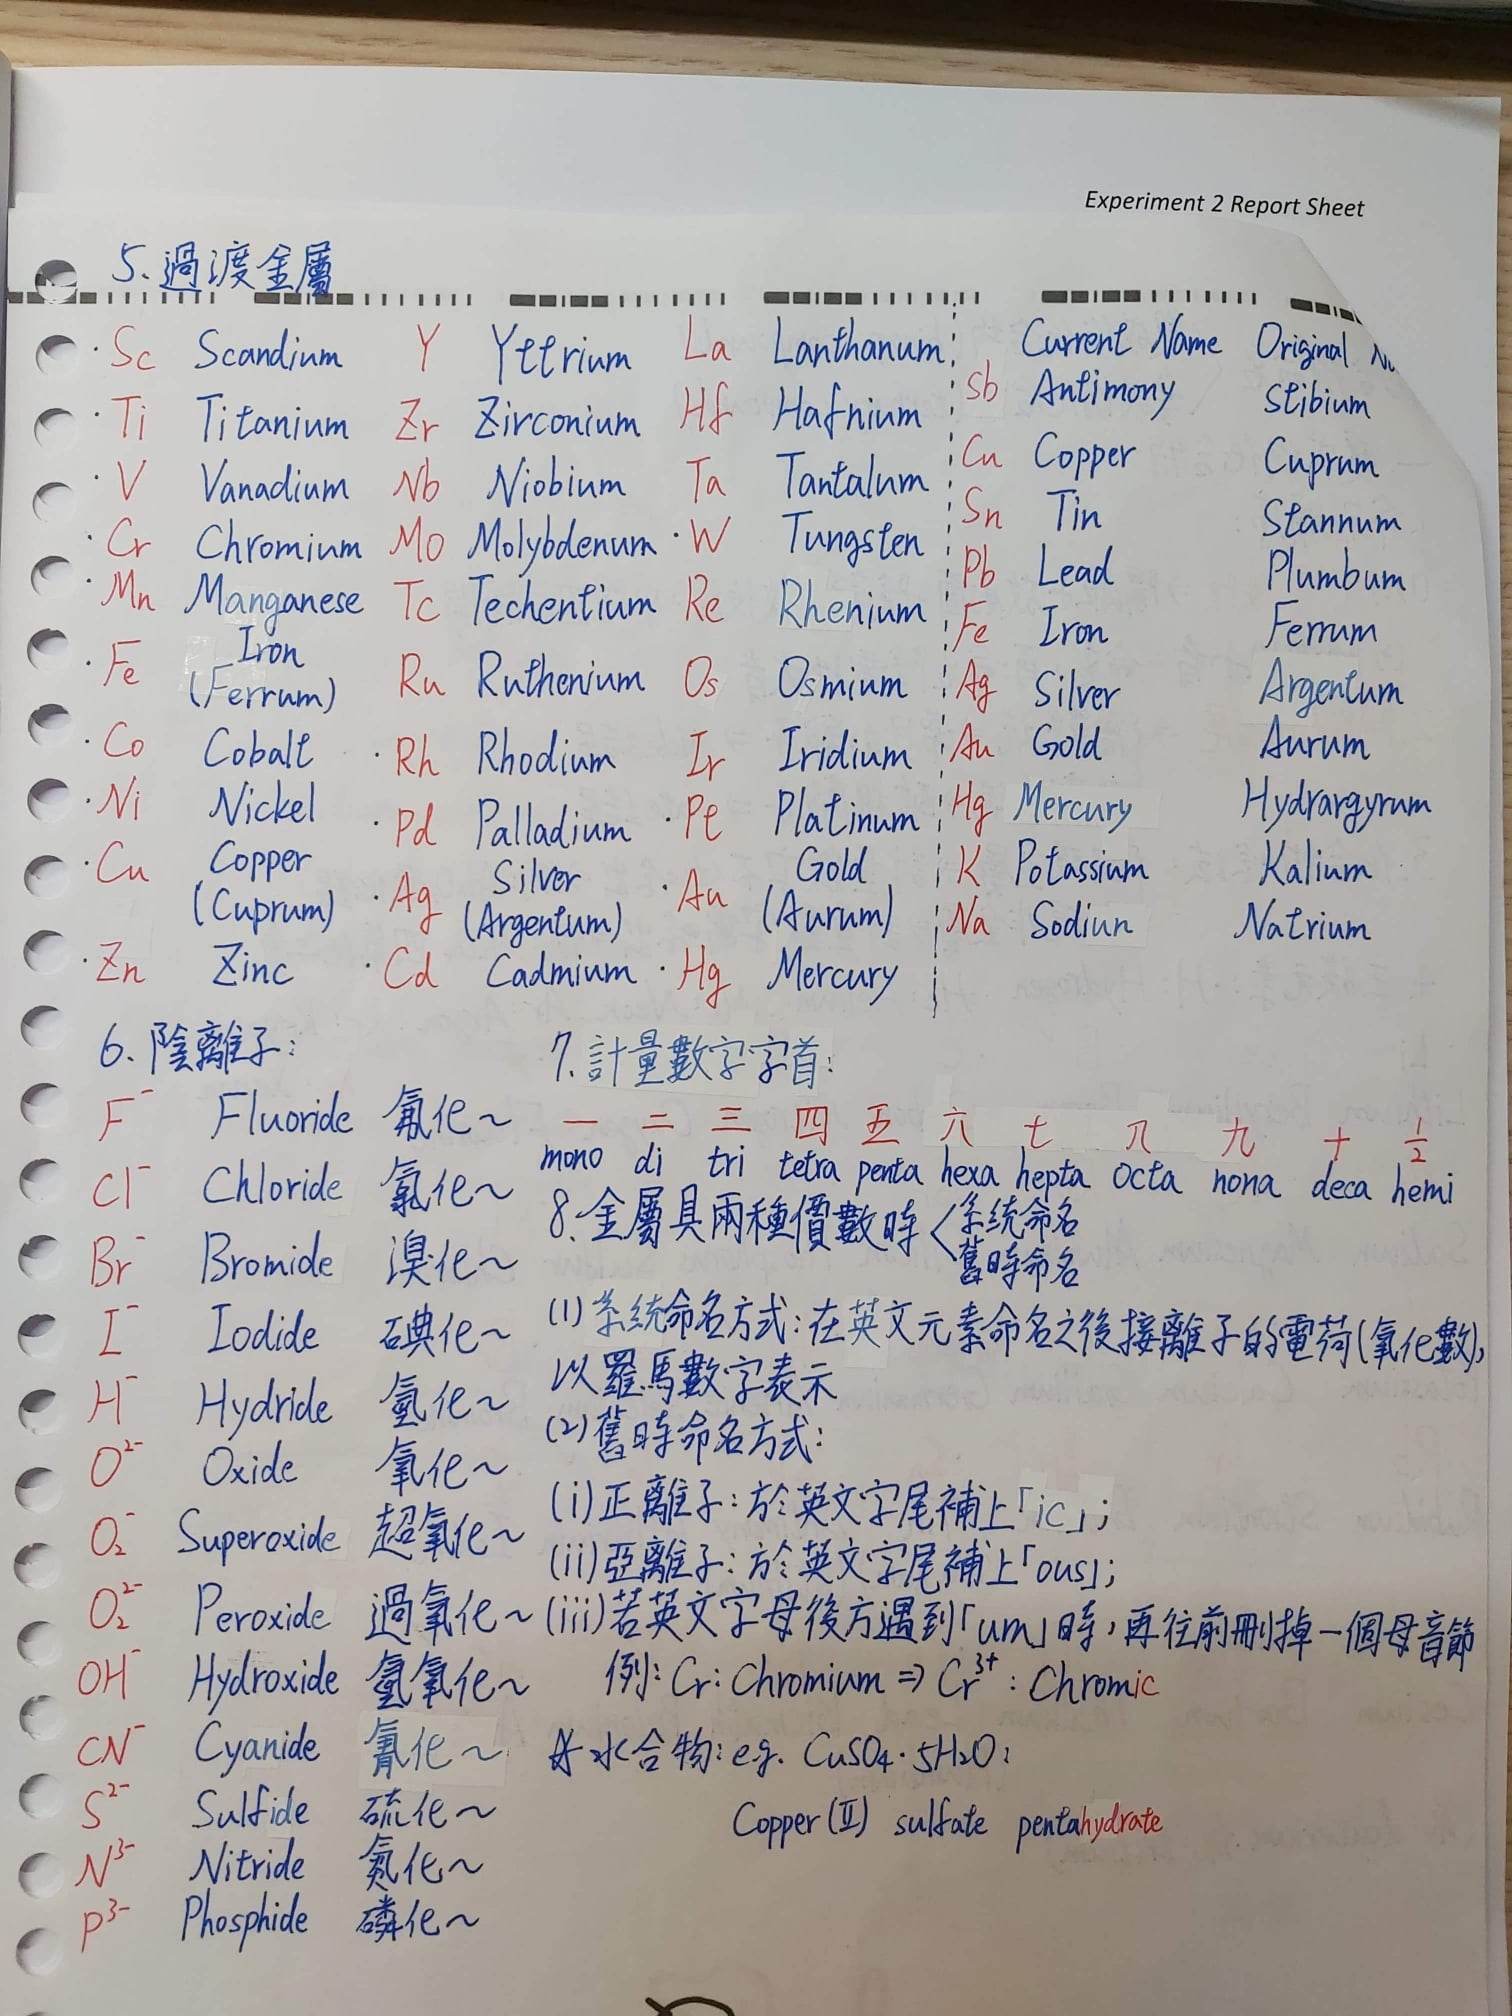 Experiment 2 Report Sheet
5、過渡金屬
Sc Scandium Y Yttrium La Lanthanum Current Name Original
Ti Titanium Zr Zirconium Hf Hafnium Sb Antimony Stibium
V Vanadium Nb Niobium Ta Tantalum Cu Copper Cuprum
Cr Chromium Mo Molybdenum W Tungsten Sn Tin Stannum
Mn Manganese Tc Techentium Re Rhenium Pb Lead Plumbum
Fe Iron (Ferrum) Ru Ruthenium Os Osmium Fe Iron Ferrum
Ag Silver Argentum
Co Cobalt Rh Rhodium Ir Iridium Au Gold Aurum
Ni Nickel Pd Palladium Pt Platinum Hg Mercury Hydrargyrum
Cu Copper (Cuprum) Ag Silver (Argentum) Au Gold (Aurum) K Potassium Kalium
Na Sodiun Natrium
Zn Zinc Cd Cadmium Hg Mercury
6、陰離子:
F⁻ Fluoride 氟化~
Cl⁻ Chloride 氯化~
Br⁻ Bromide 溴化~
I⁻ Iodide 碘化~
H⁻ Hydride 氫化~
O²⁻ Oxide 氧化~
O₂⁻ Superoxide 超氧化~
O₂²⁻ Peroxide 過氧化~
OH⁻ Hydroxide 氫氧化~
CN⁻ Cyanide 氰化~
S²⁻ Sulfide 硫化~
N³⁻ Nitride 氮化~
P³⁻ Phosphide 磷化~
7、計量數字字首:
一 二 三 四 五 六 七 八 九 十 ½
mono di tri tetra penta hexa hepta octa nona deca hemi
8、金屬具兩種價數時<系統命名
舊時命名
(1)系統命名方式:在英文元素命名之後接離子的電荷(氧化數),
以羅馬數字表示
(2)舊時命名方式:
(i)正離子:於英文字尾補上「ic」;
(ii)亞離子:於英文字尾補上「ous」;
(iii)若英文字母後方遇到「um」時,再往前刪掉一個母音節
例:Cr:Chromium⇒Cr³⁺:Chromic
水合物:eg. CuSO₄·5H₂O:
Copper(II) sulfate pentahydrate